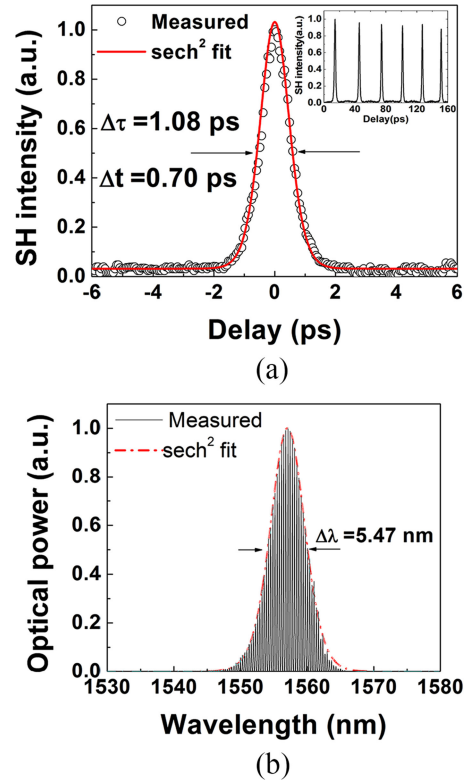 (a)
Measured
sech² fit
Δτ =1.08 ps
Δt =0.70 ps
SH intensity (a.u.)
1.0
0.8
0.6
0.4
0.2
0.0
-6 -4 -2 0 2 4 6
Delay (ps)
SH intensity(a.u.)
1.0
0.8
0.6
0.4
0.2
0.0
0 40 80 120 160
Delay(ps)
(a)
Measured
sech² fit
Δλ =5.47 nm
Optical power (a.u.)
1.0
0.8
0.6
0.4
0.2
0.0
1530 1540 1550 1560 1570 1580
Wavelength (nm)
(b)